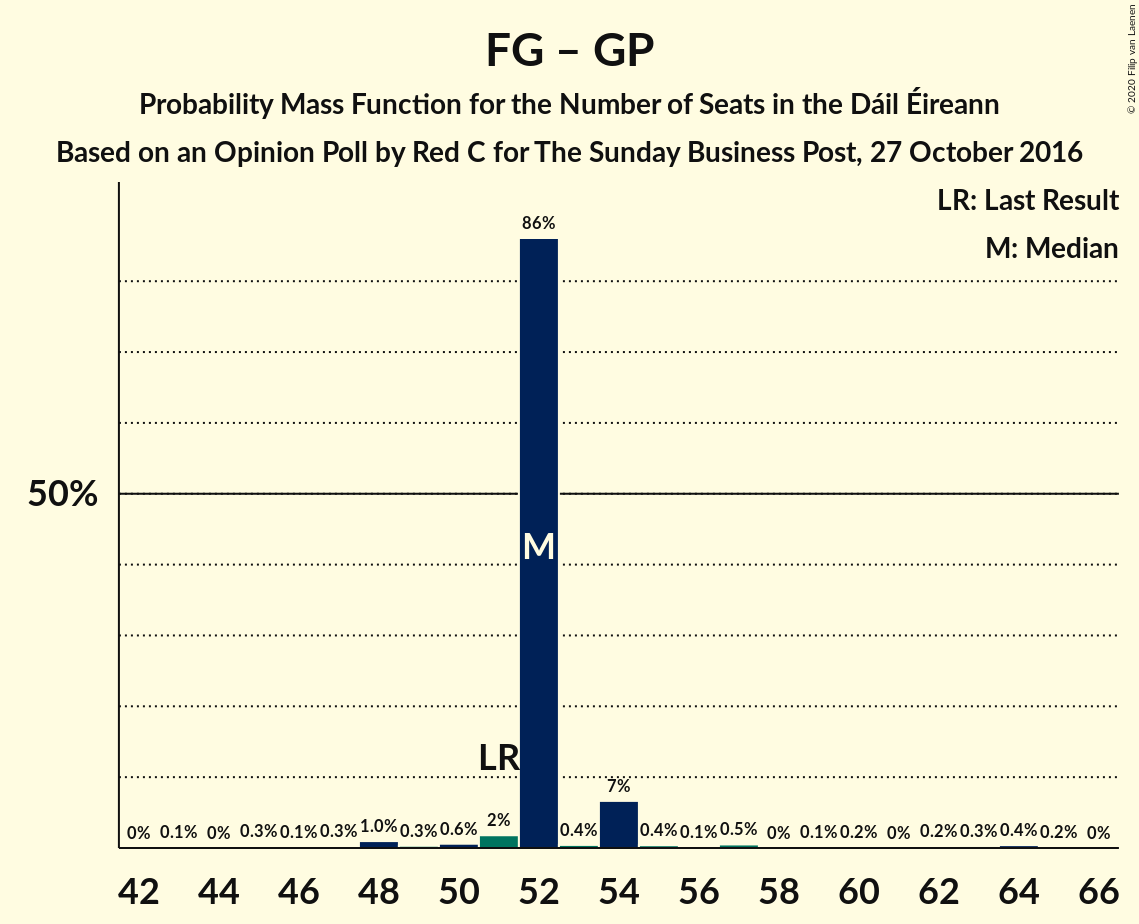 FG – GP
Probability Mass Function for the Number of Seats in the Dáil Éireann
Based on an Opinion Poll by Red C for The Sunday Business Post, 27 October 2016
© 2020 Filip van Laenen
LR: Last Result
M: Median
86%
50%
M
LR
7%
0% 0.1% 0% 0.3% 0.1% 0.3% 1.0% 0.3% 0.6% 2% 0.4% 0.4% 0.1% 0.5% 0% 0.1% 0.2% 0% 0.2% 0.3% 0.4% 0.2% 0%
42 44 46 48 50 52 54 56 58 60 62 64 66